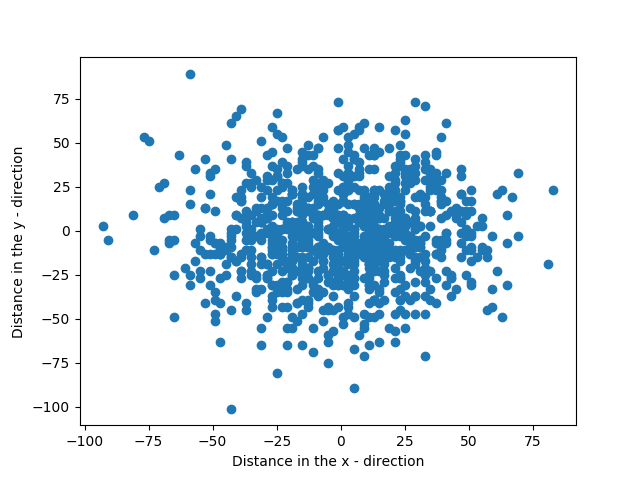 75
50
25
0
−25
−50
−75
−100
Distance in the y - direction
−100 −75 −50 −25 0 25 50 75
Distance in the x - direction